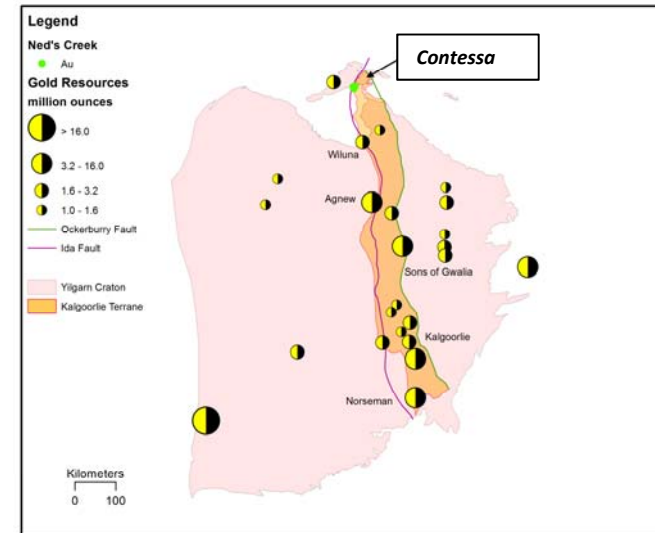 Legend
Ned's Creek
Au
Gold Resources
million ounces
> 16.0
3.2 - 16.0
1.6 - 3.2
1.0 - 1.6
Ockerburry Fault
Ida Fault
Yilgarn Craton
Kalgoorlie Terrane
Contessa
Wiluna
Agnew
Sons of Gwalia
Kalgoorlie
Norseman
Kilometers
0 100